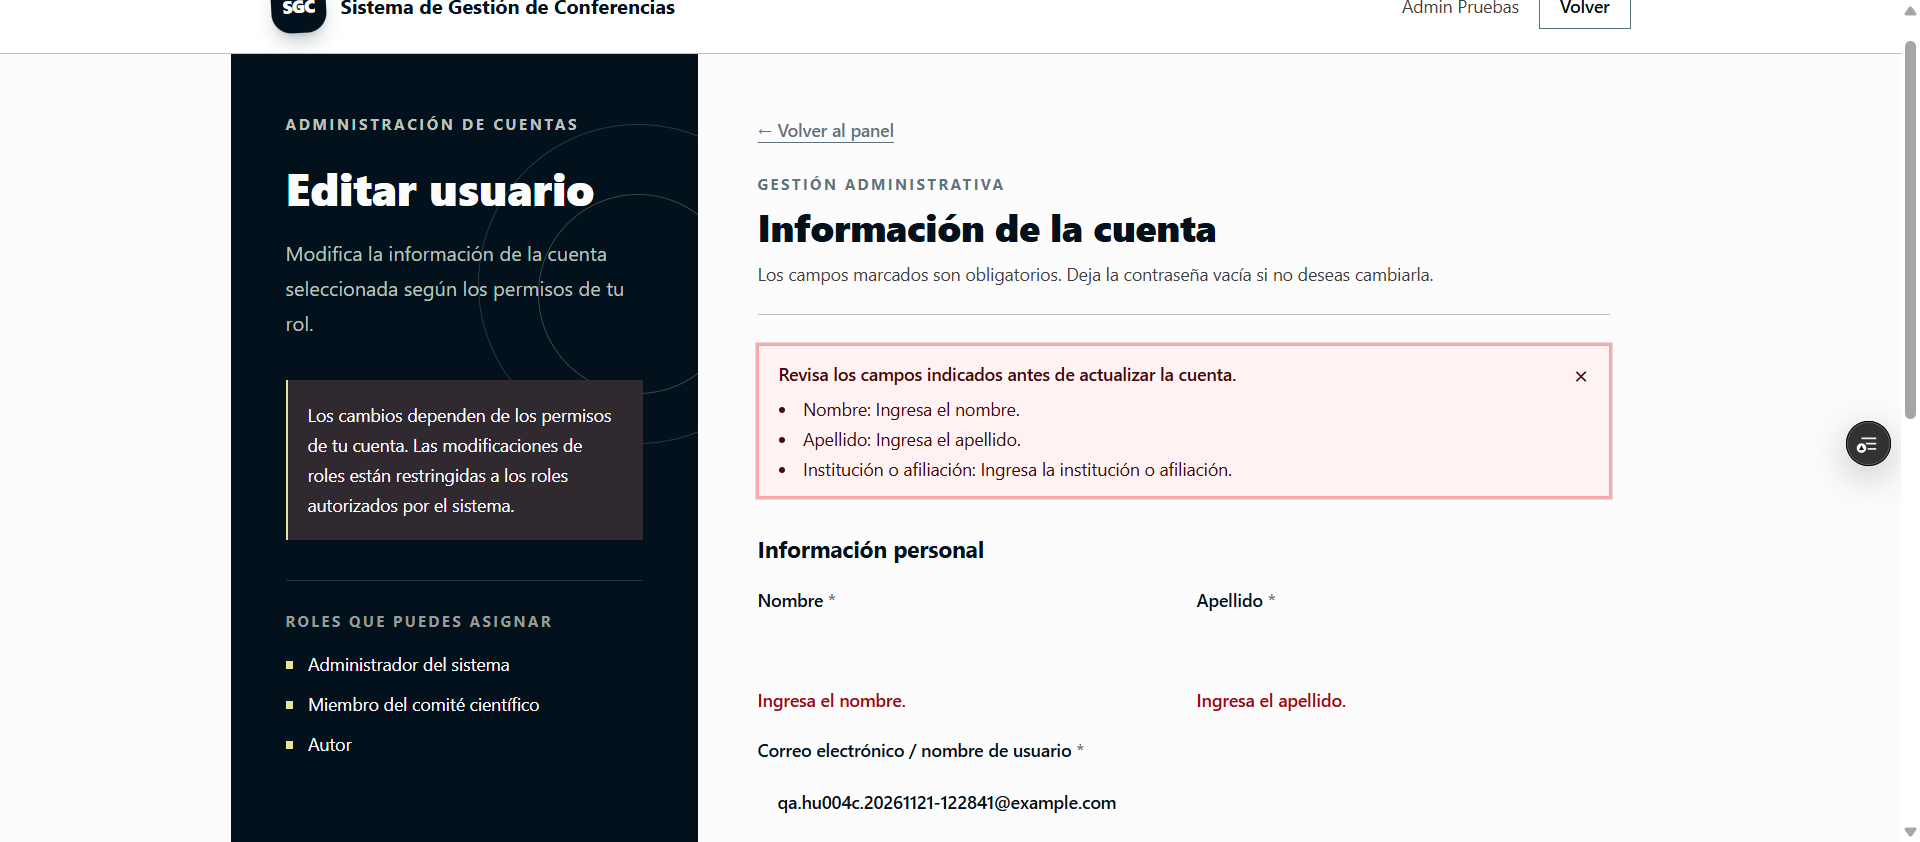 SGC
Sistema de Gestión de Conferencias
Admin Pruebas
Volver
ADMINISTRACIÓN DE CUENTAS
Editar usuario
Modifica la información de la cuenta
seleccionada según los permisos de tu
rol.
Los cambios dependen de los permisos
de tu cuenta. Las modificaciones de
roles están restringidas a los roles
autorizados por el sistema.
ROLES QUE PUEDES ASIGNAR
Administrador del sistema
Miembro del comité científico
Autor
← Volver al panel
GESTIÓN ADMINISTRATIVA
Información de la cuenta
Los campos marcados son obligatorios. Deja la contraseña vacía si no deseas cambiarla.
Revisa los campos indicados antes de actualizar la cuenta.
×
• Nombre: Ingresa el nombre.
• Apellido: Ingresa el apellido.
• Institución o afiliación: Ingresa la institución o afiliación.
Información personal
Nombre *
Apellido *
Ingresa el nombre.
Ingresa el apellido.
Correo electrónico / nombre de usuario *
qa.hu004c.20261121-122841@example.com